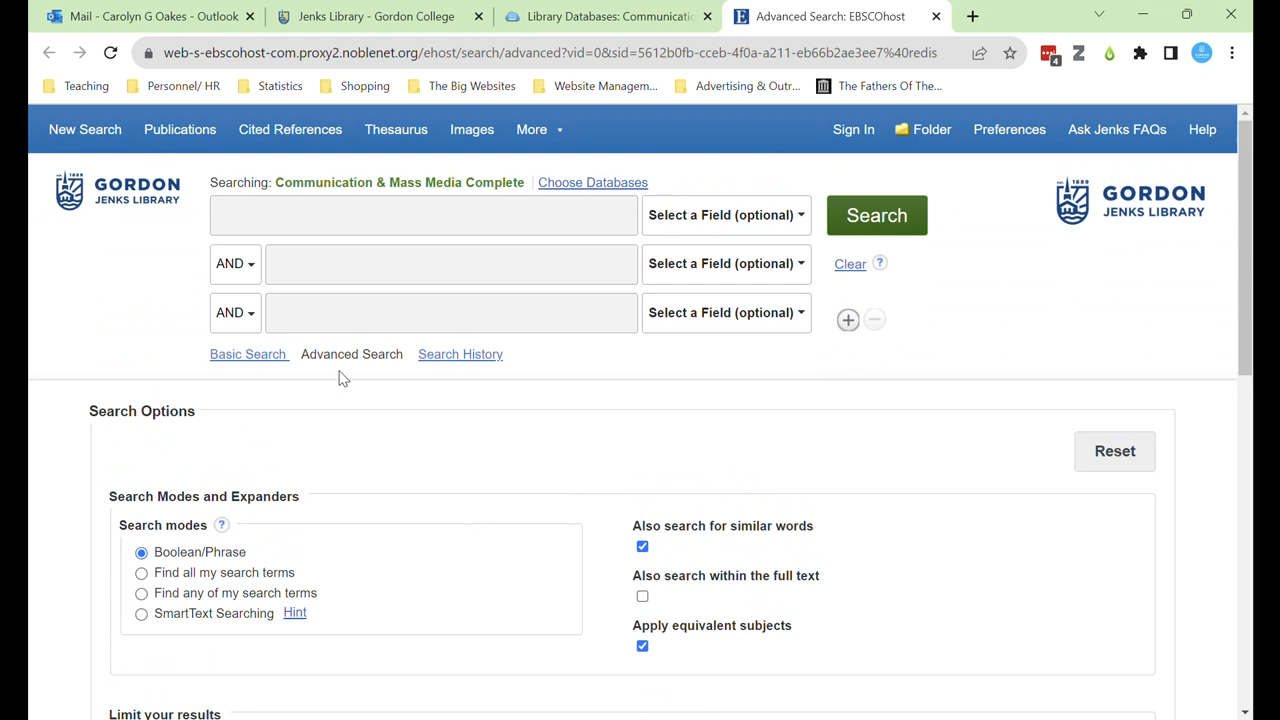 Mail - Carolyn G Oakes - Outlook
Jenks Library - Gordon College
Library Databases: Communicatio
Advanced Search: EBSCOhost
web-s-ebscohost-com.proxy2.noblenet.org/ehost/search/advanced?vid=0&sid=5612b0fb-cceb-4f0a-a211-eb66b2ae3ee7%40redis
4
Teaching
Personnel/ HR
Statistics
Shopping
The Big Websites
Website Managem...
Advertising & Outr...
The Fathers Of The...
New Search
Publications
Cited References
Thesaurus
Images
More
Sign In
Folder
Preferences
Ask Jenks FAQs
Help
GORDON
JENKS LIBRARY
Searching: Communication & Mass Media Complete
Choose Databases
Select a Field (optional)
Search
1889
GORDON
JENKS LIBRARY
AND
Select a Field (optional)
Clear ?
AND
Select a Field (optional)
Basic Search
Advanced Search
Search History
Search Options
Reset
Search Modes and Expanders
Search modes ?
Boolean/Phrase
Find all my search terms
Find any of my search terms
SmartText Searching Hint
Also search for similar words
Also search within the full text
Apply equivalent subjects
Limit your results